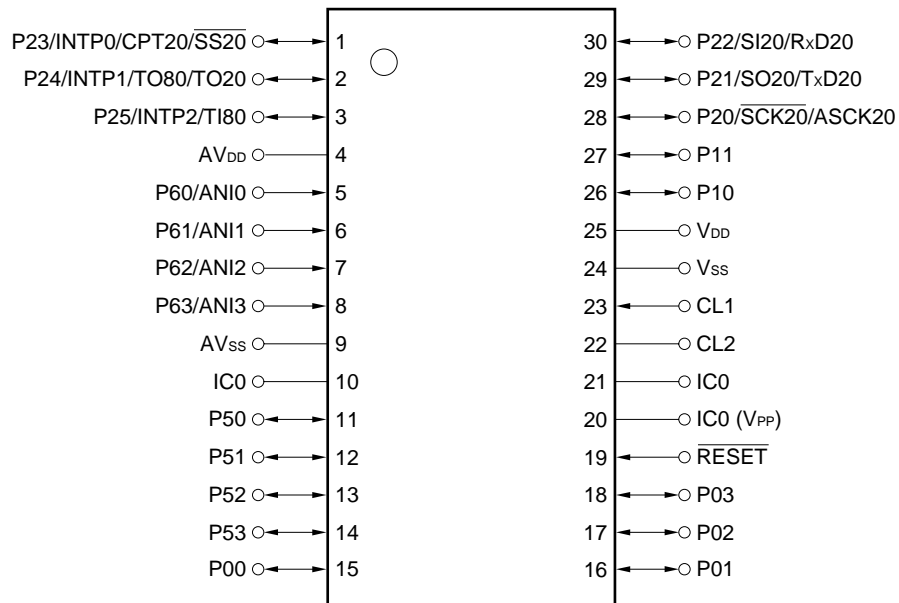 P23/INTP0/CPT20/SS20 1 30 P22/SI20/RxD20
P24/INTP1/TO80/TO20 2 29 P21/SO20/TxD20
P25/INTP2/TI80 3 28 P20/SCK20/ASCK20
AVDD 4 27 P11
P60/ANI0 5 26 P10
P61/ANI1 6 25 VDD
P62/ANI2 7 24 VSS
P63/ANI3 8 23 CL1
AVSS 9 22 CL2
IC0 10 21 IC0
P50 11 20 IC0 (VPP)
P51 12 19 RESET
P52 13 18 P03
P53 14 17 P02
P00 15 16 P01